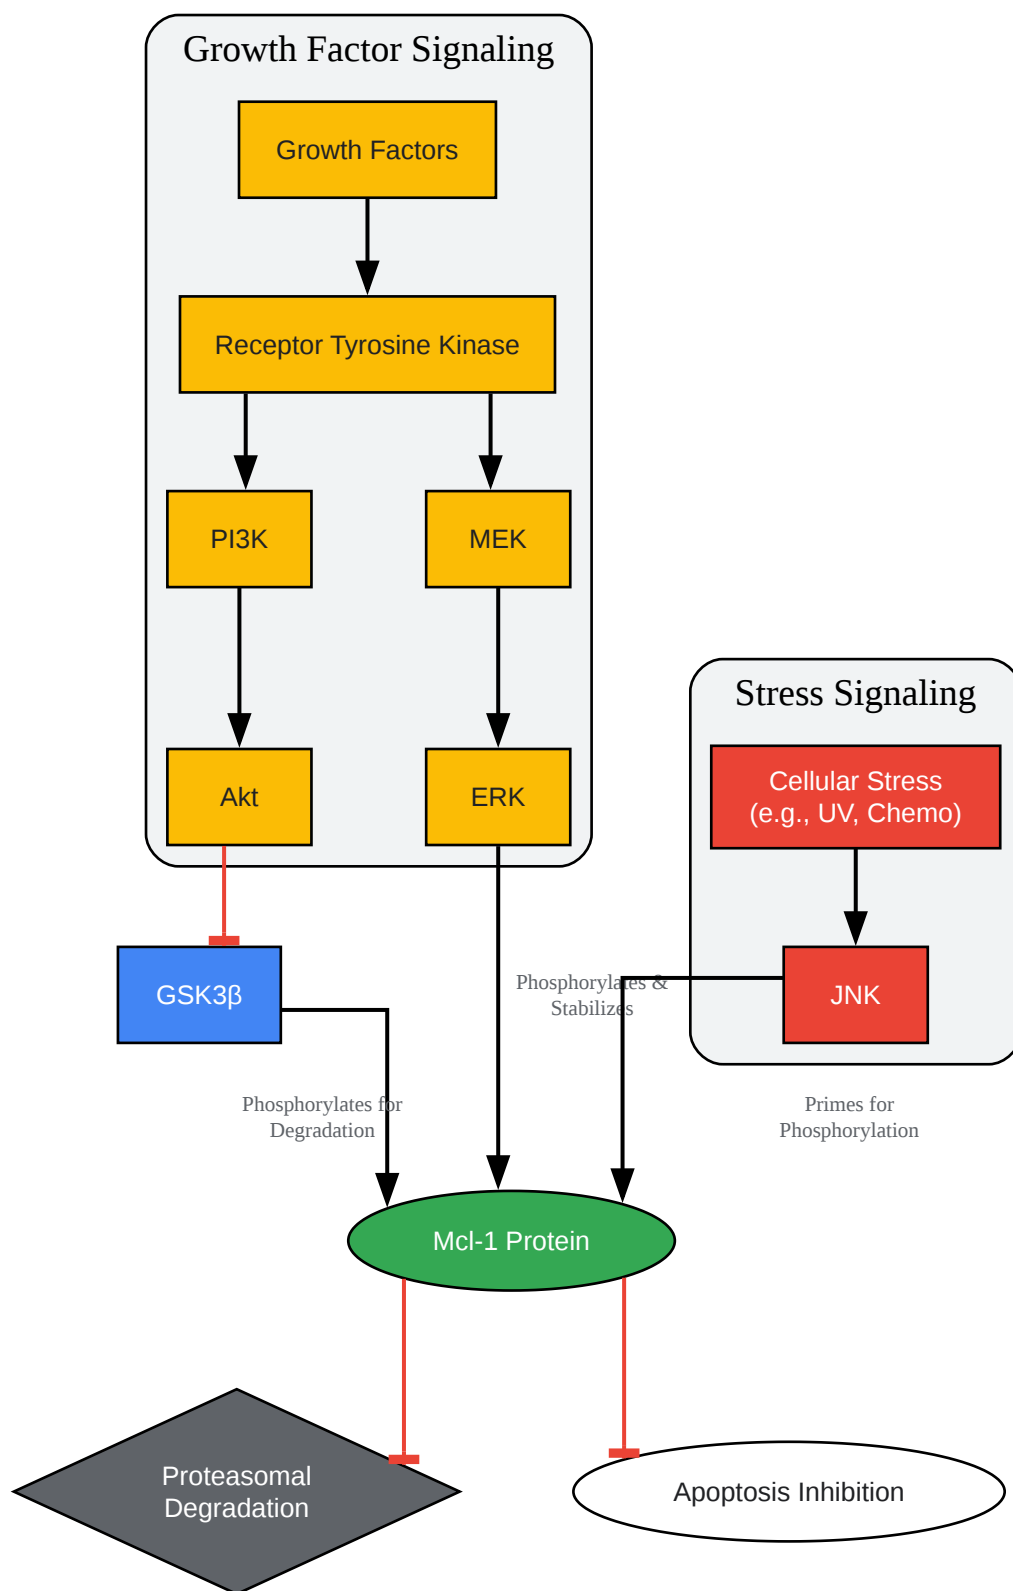 Growth Factor Signaling
Growth Factors
Receptor Tyrosine Kinase
PI3K
MEK
Akt
ERK
Stress Signaling
Cellular Stress
(e.g., UV, Chemo)
JNK
GSK3β
Phosphorylates &
Stabilizes
Phosphorylates for
Degradation
Primes for
Phosphorylation
Mcl-1 Protein
Proteasomal
Degradation
Apoptosis Inhibition